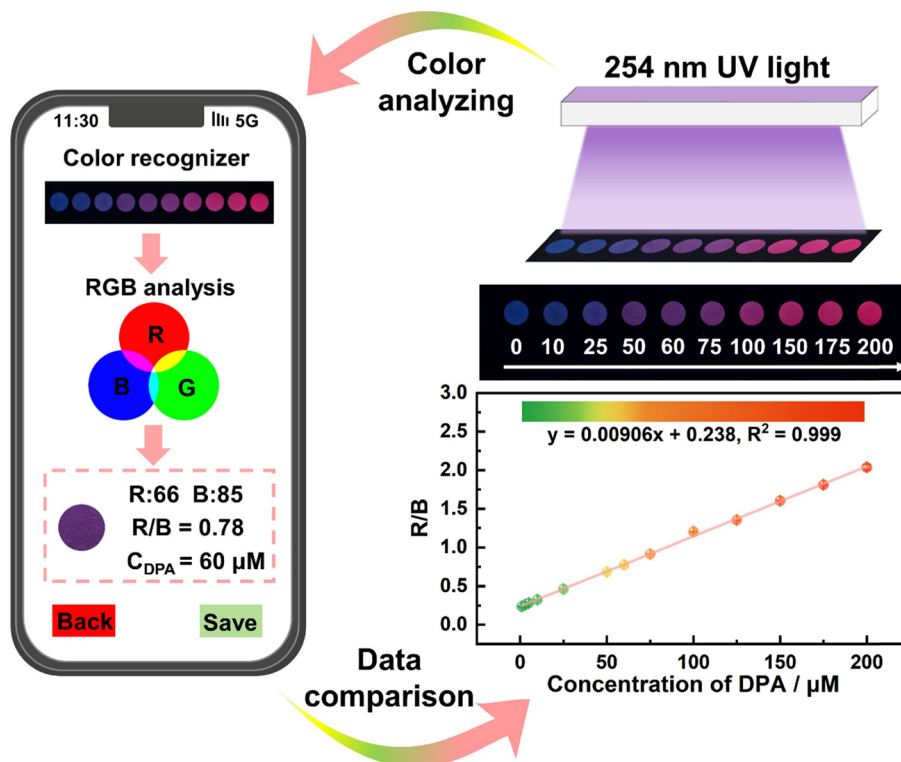 Color
analyzing
254 nm UV light
11:30
5G
Color recognizer
RGB analysis
R
B
G
R:66 B:85
R/B = 0.78
C_DPA = 60 μM
Back
Save
0 10 25 50 60 75 100 150 175 200
3.0
2.5
2.0
1.5
1.0
0.5
0.0
R/B
y = 0.00906x + 0.238, R² = 0.999
0 50 100 150 200
Concentration of DPA / μM
Data
comparison